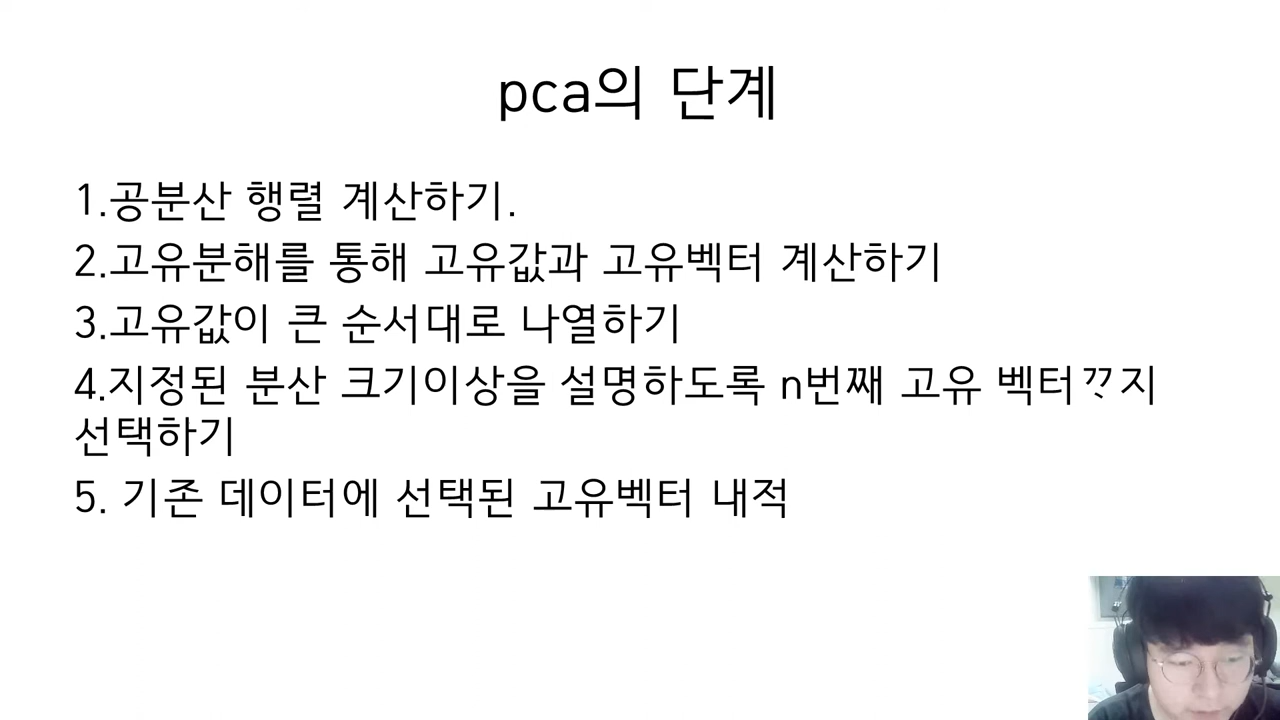 pca의 단계
1.공분산 행렬 계산하기.
2.고유분해를 통해 고유값과 고유벡터 계산하기
3.고유값이 큰 순서대로 나열하기
4.지정된 분산 크기이상을 설명하도록 n번째 고유 벡터ㄲㅈ지
선택하기
5. 기존 데이터에 선택된 고유벡터 내적